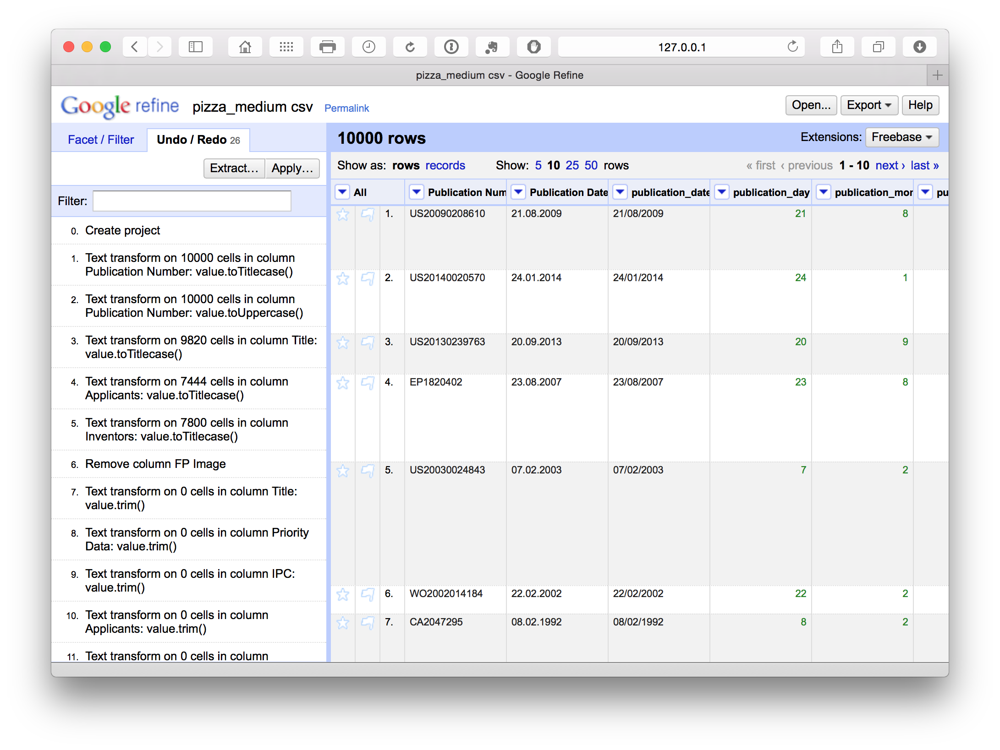 127.0.0.1
pizza_medium csv - Google Refine
Google refine pizza_medium csv Permalink
Open... Export Help
Facet / Filter Undo / Redo 26
10000 rows
Extensions: Freebase
Extract... Apply...
Show as: rows records Show: 5 10 25 50 rows « first ‹ previous 1 - 10 next › last »
Filter:
All Publication Num Publication Date publication_date publication_day publication_mor pu
0. Create project
1. Text transform on 10000 cells in column
Publication Number: value.toTitlecase()
2. Text transform on 10000 cells in column
Publication Number: value.toUppercase()
3. Text transform on 9820 cells in column Title:
value.toTitlecase()
4. Text transform on 7444 cells in column
Applicants: value.toTitlecase()
5. Text transform on 7800 cells in column
Inventors: value.toTitlecase()
6. Remove column FP Image
7. Text transform on 0 cells in column Title:
value.trim()
8. Text transform on 0 cells in column Priority
Data: value.trim()
9. Text transform on 0 cells in column IPC:
value.trim()
10. Text transform on 0 cells in column
Applicants: value.trim()
11. Text transform on 0 cells in column
1. US20090208610 21.08.2009 21/08/2009 21 8
2. US20140020570 24.01.2014 24/01/2014 24 1
3. US20130239763 20.09.2013 20/09/2013 20 9
4. EP1820402 23.08.2007 23/08/2007 23 8
5. US20030024843 07.02.2003 07/02/2003 7 2
6. WO2002014184 22.02.2002 22/02/2002 22 2
7. CA2047295 08.02.1992 08/02/1992 8 2